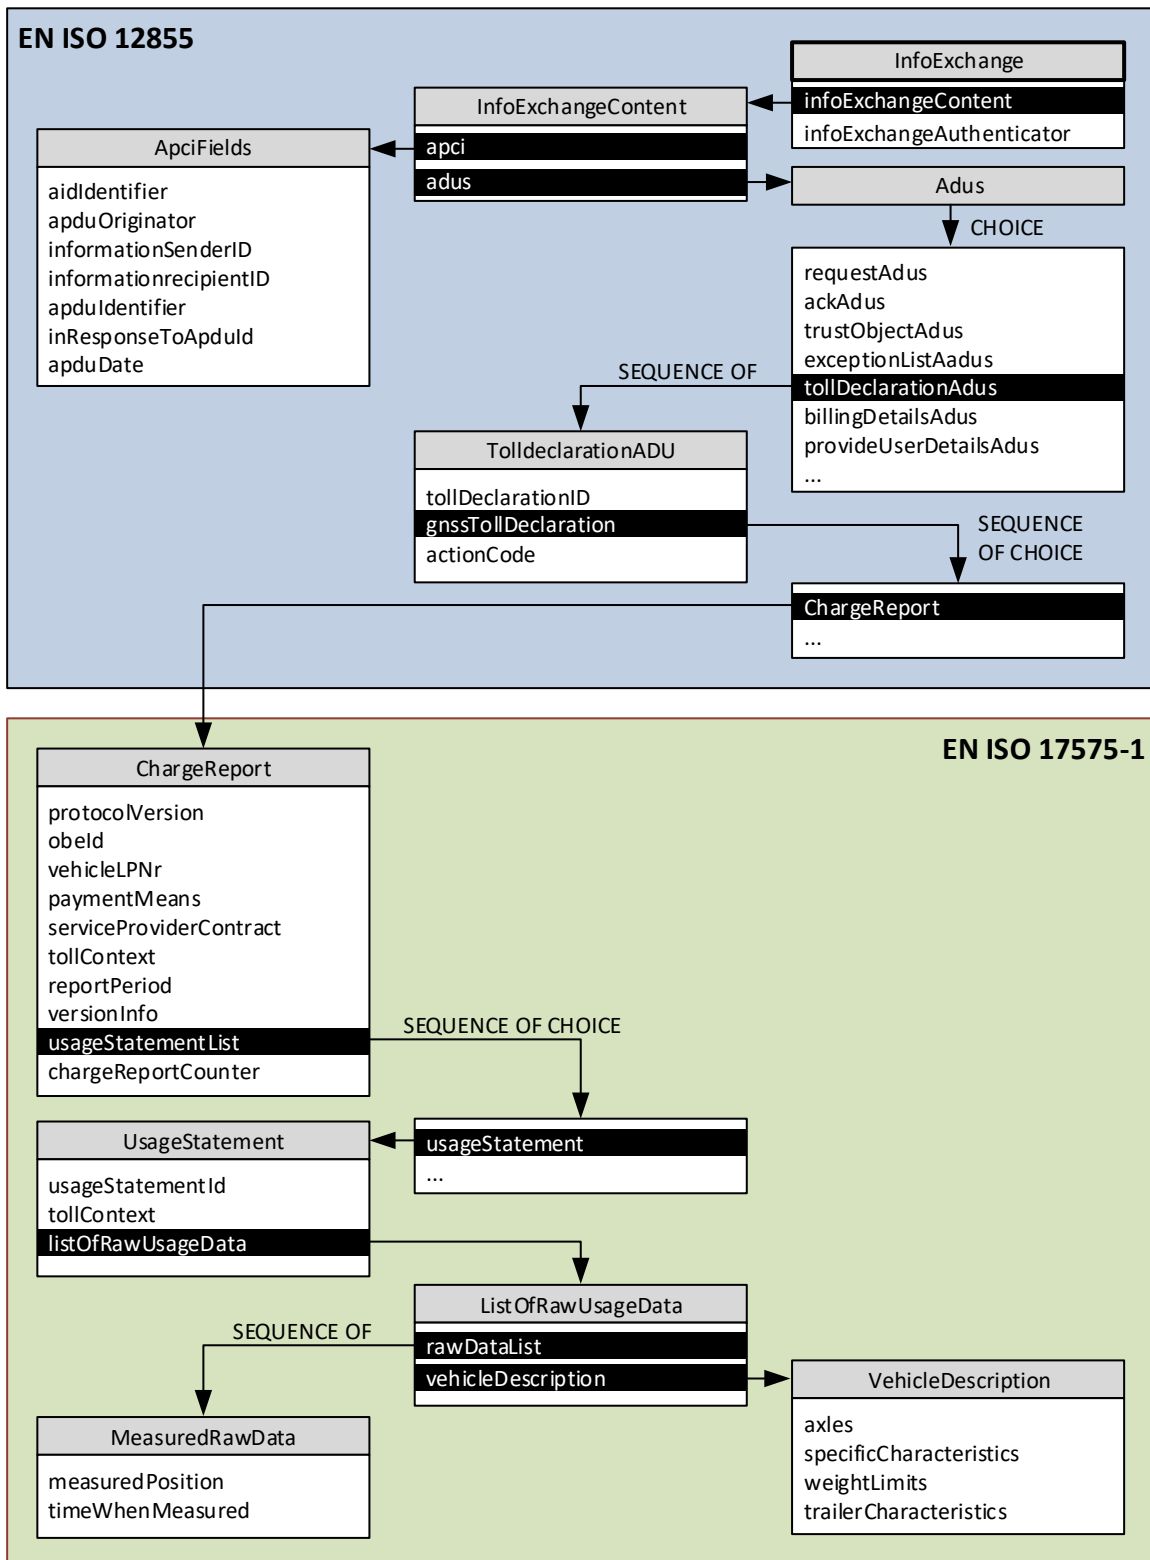 EN ISO 12855
InfoExchange
infoExchangeContent
infoExchangeAuthenticator
InfoExchangeContent
apci
adus
ApciFields
aidIdentifier
apduOriginator
informationSenderID
informationrecipientID
apduIdentifier
inResponseToApduId
apduDate
Adus
CHOICE
requestAdus
ackAdus
trustObjectAdus
exceptionListAadus
tollDeclarationAdus
billingDetailsAdus
provideUserDetailsAdus
...
SEQUENCE OF
TolldeclarationADU
tollDeclarationID
gnssTollDeclaration
actionCode
SEQUENCE
OF CHOICE
ChargeReport
...
EN ISO 17575-1
ChargeReport
protocolVersion
obeId
vehicleLPNr
paymentMeans
serviceProviderContract
tollContext
reportPeriod
versionInfo
usageStatementList
chargeReportCounter
SEQUENCE OF CHOICE
usageStatement
...
UsageStatement
usageStatementId
tollContext
listOfRawUsageData
ListOfRawUsageData
rawDataList
vehicleDescription
SEQUENCE OF
MeasuredRawData
measuredPosition
timeWhenMeasured
VehicleDescription
axles
specificCharacteristics
weightLimits
trailerCharacteristics